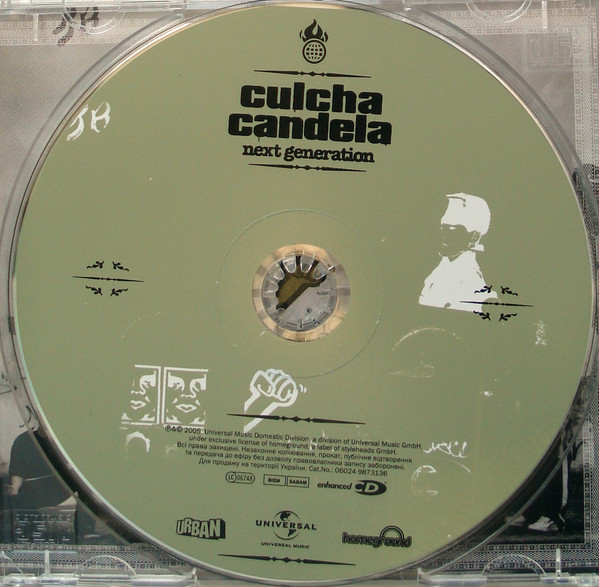 culcha
candela
next generation
℗&© 2005 Universal Music Domestic Division, a division of Universal Music GmbH,
under exclusive license of homeground, a label of styleheads GmbH.
Всі права захищені. Незаконне копіювання, прокат, публічне відтворення
та передача до ефіру без дозволу правовласника запису заборонені.
Для продажу на території України. Cat.No.: 06024 9873136
LC 06748
BIEM SABAM
enhanced CD
URBAN
UNIVERSAL
UNIVERSAL MUSIC
homeground